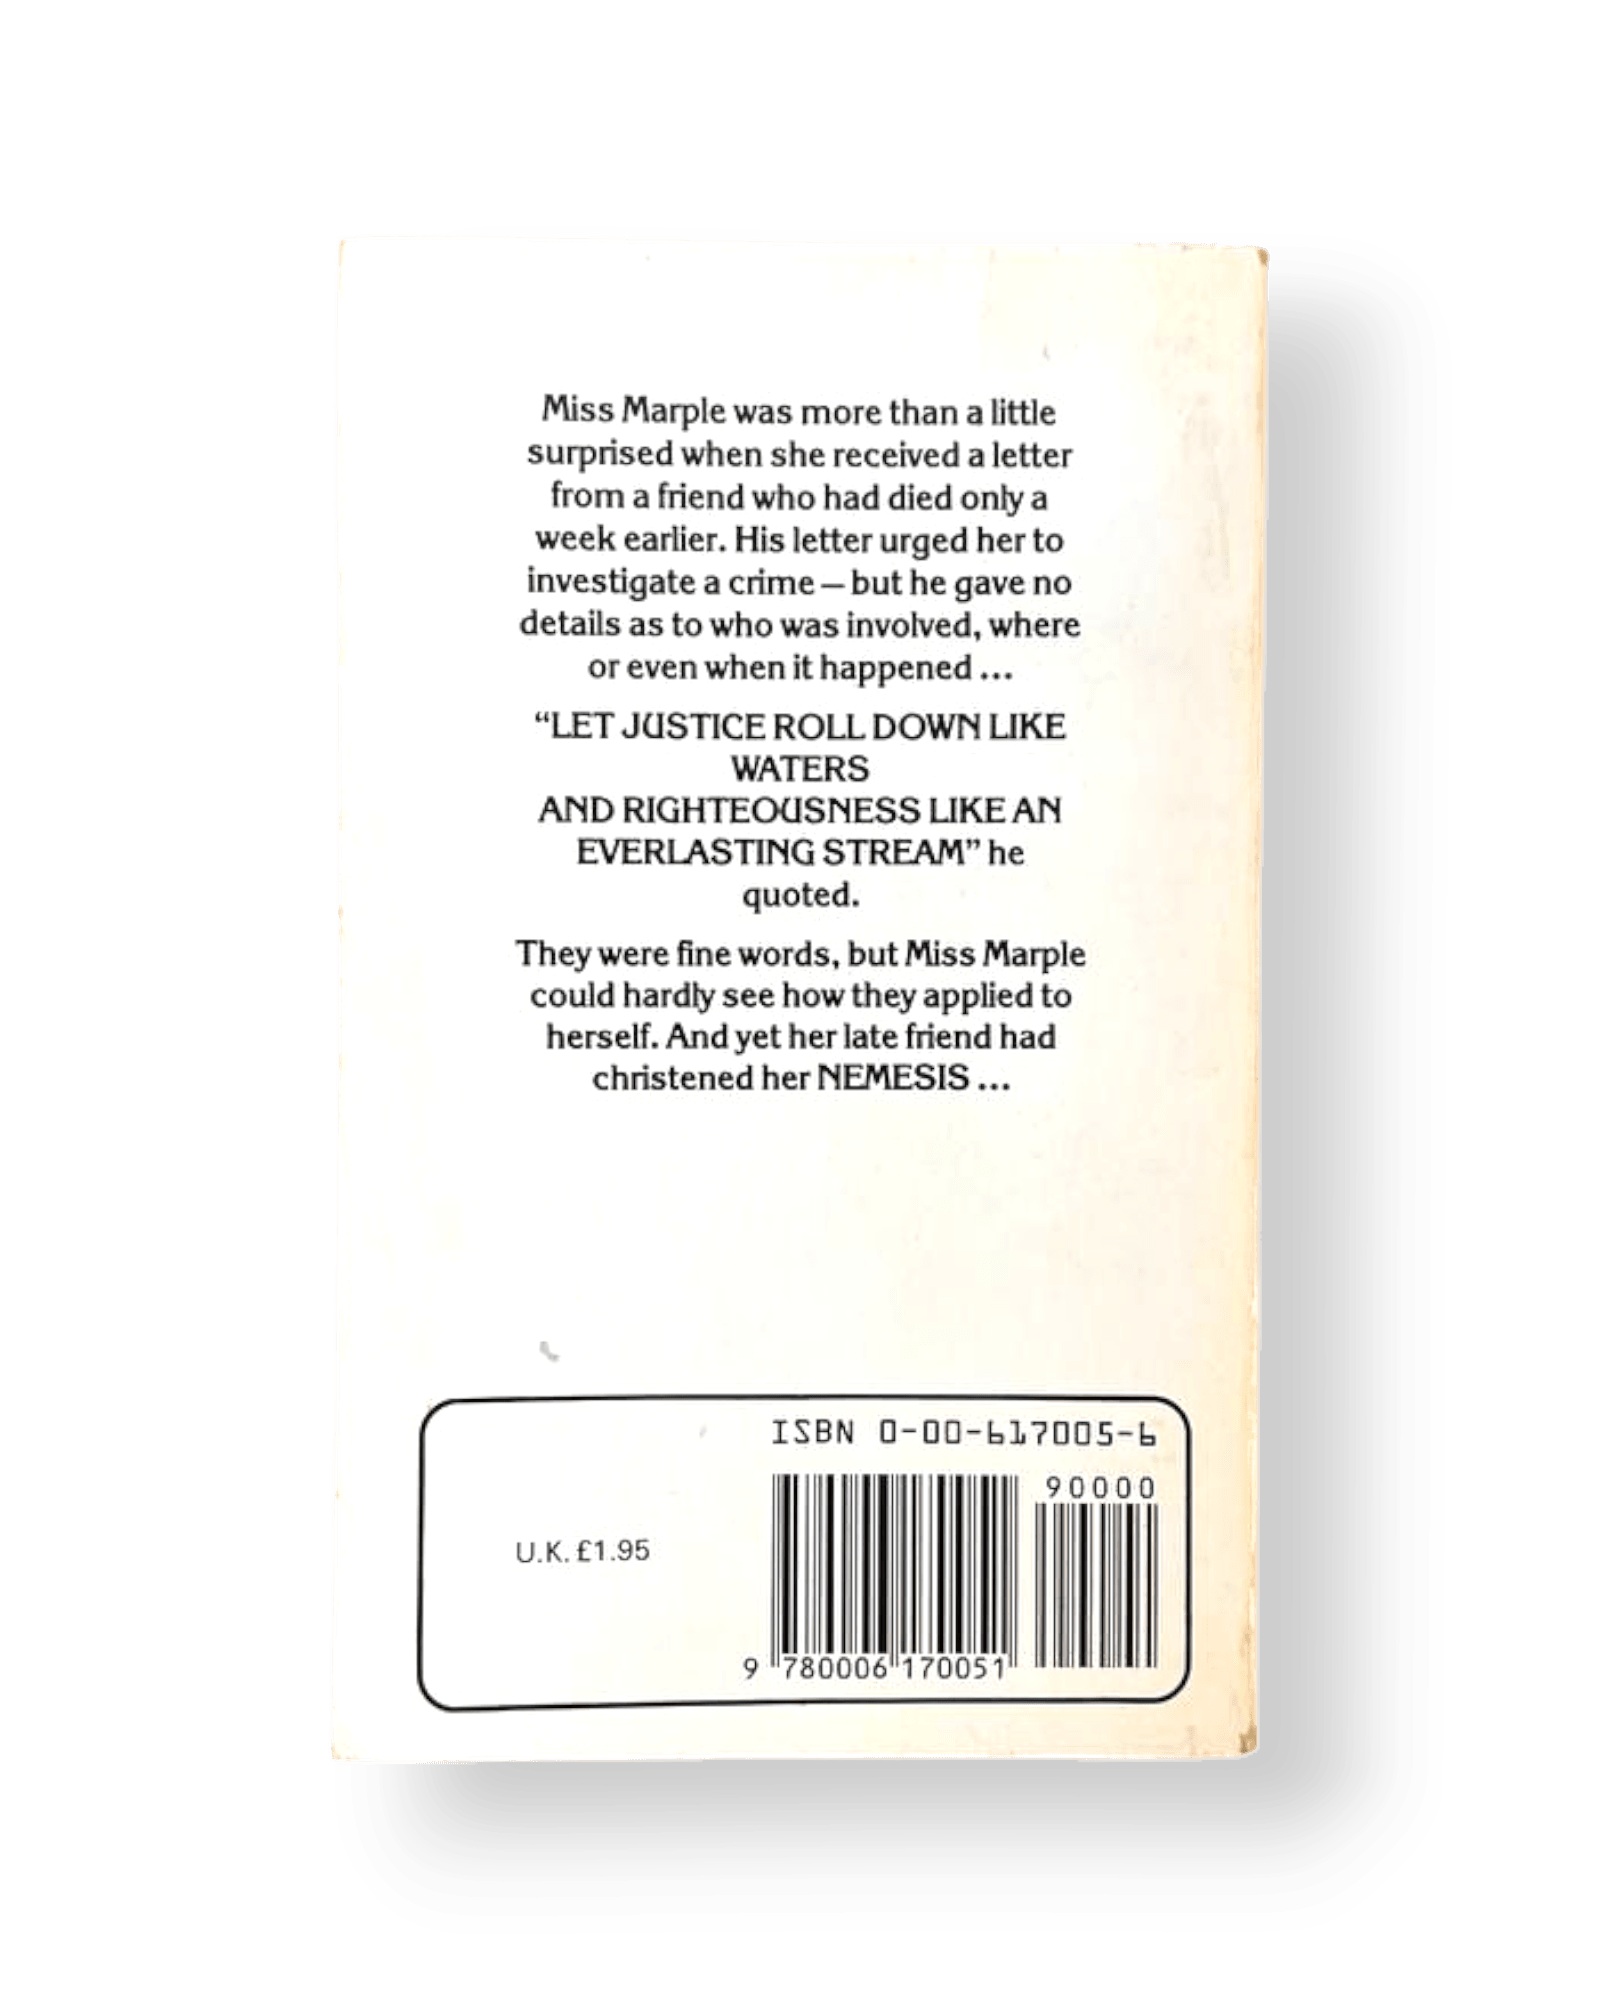 Miss Marple was more than a little
surprised when she received a letter
from a friend who had died only a
week earlier. His letter urged her to
investigate a crime – but he gave no
details as to who was involved, where
or even when it happened ...
“LET JUSTICE ROLL DOWN LIKE
WATERS
AND RIGHTEOUSNESS LIKE AN
EVERLASTING STREAM” he
quoted.
They were fine words, but Miss Marple
could hardly see how they applied to
herself. And yet her late friend had
christened her NEMESIS ...
ISBN 0-00-617005-6
90000
U.K. £1.95
9 780006 170051